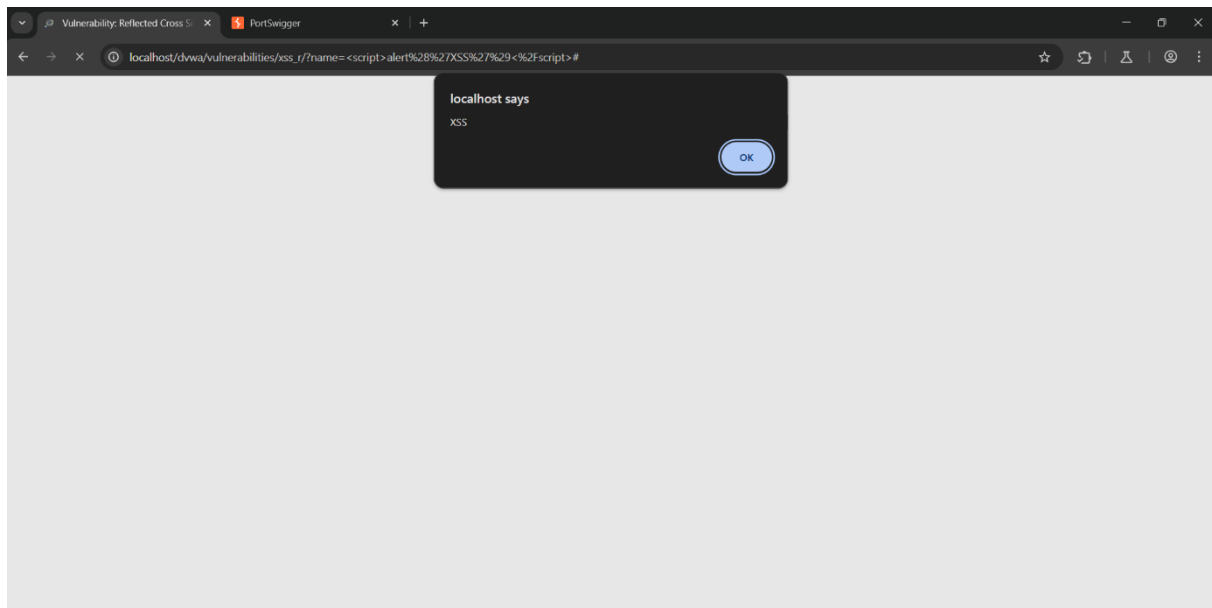 Vulnerability: Reflected Cross S
PortSwigger
localhost/dvwa/vulnerabilities/xss_r/?name=<script>alert%28%27XSS%27%29<%2Fscript>#
localhost says
XSS
OK